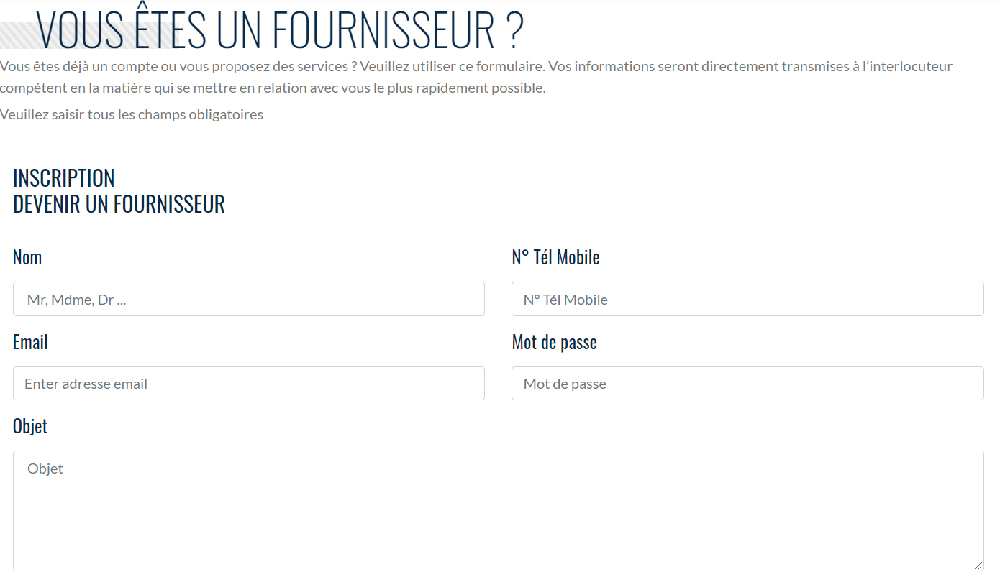 VOUS ÊTES UN FOURNISSEUR ?
Vous êtes déjà un compte ou vous proposez des services ? Veuillez utiliser ce formulaire. Vos informations seront directement transmises à l’interlocuteur
compétent en la matière qui se mettre en relation avec vous le plus rapidement possible.
Veuillez saisir tous les champs obligatoires
INSCRIPTION
DEVENIR UN FOURNISSEUR
Nom
Mr, Mdme, Dr ...
N° Tél Mobile
N° Tél Mobile
Email
Enter adresse email
Mot de passe
Mot de passe
Objet
Objet